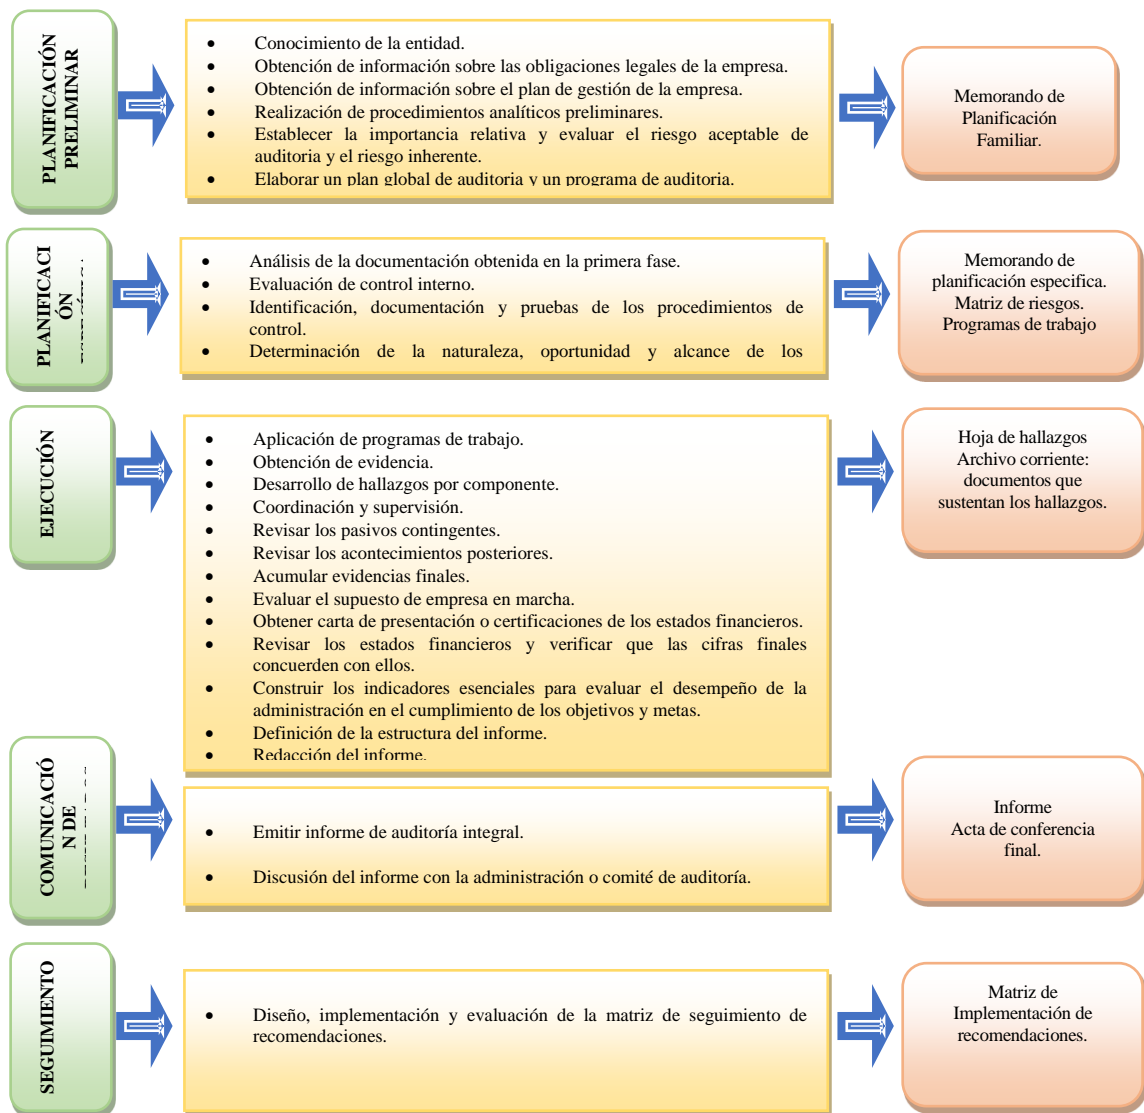 PLANIFICACIÓN
PRELIMINAR
• Conocimiento de la entidad.
• Obtención de información sobre las obligaciones legales de la empresa.
• Obtención de información sobre el plan de gestión de la empresa.
• Realización de procedimientos analíticos preliminares.
• Establecer la importancia relativa y evaluar el riesgo aceptable de
auditoria y el riesgo inherente.
• Elaborar un plan global de auditoria y un programa de auditoria.
Memorando de
Planificación
Familiar.
PLANIFICACI
ÓN
• Análisis de la documentación obtenida en la primera fase.
• Evaluación de control interno.
• Identificación, documentación y pruebas de los procedimientos de
control.
• Determinación de la naturaleza, oportunidad y alcance de los
Memorando de
planificación especifica.
Matriz de riesgos.
Programas de trabajo
EJECUCIÓN
• Aplicación de programas de trabajo.
• Obtención de evidencia.
• Desarrollo de hallazgos por componente.
• Coordinación y supervisión.
• Revisar los pasivos contingentes.
• Revisar los acontecimientos posteriores.
• Acumular evidencias finales.
• Evaluar el supuesto de empresa en marcha.
• Obtener carta de presentación o certificaciones de los estados financieros.
• Revisar los estados financieros y verificar que las cifras finales
concuerden con ellos.
• Construir los indicadores esenciales para evaluar el desempeño de la
administración en el cumplimiento de los objetivos y metas.
• Definición de la estructura del informe.
• Redacción del informe.
Hoja de hallazgos
Archivo corriente:
documentos que
sustentan los hallazgos.
COMUNICACIÓ
N DE
• Emitir informe de auditoría integral.
• Discusión del informe con la administración o comité de auditoría.
Informe
Acta de conferencia
final.
SEGUIMIENTO
• Diseño, implementación y evaluación de la matriz de seguimiento de
recomendaciones.
Matriz de
Implementación de
recomendaciones.